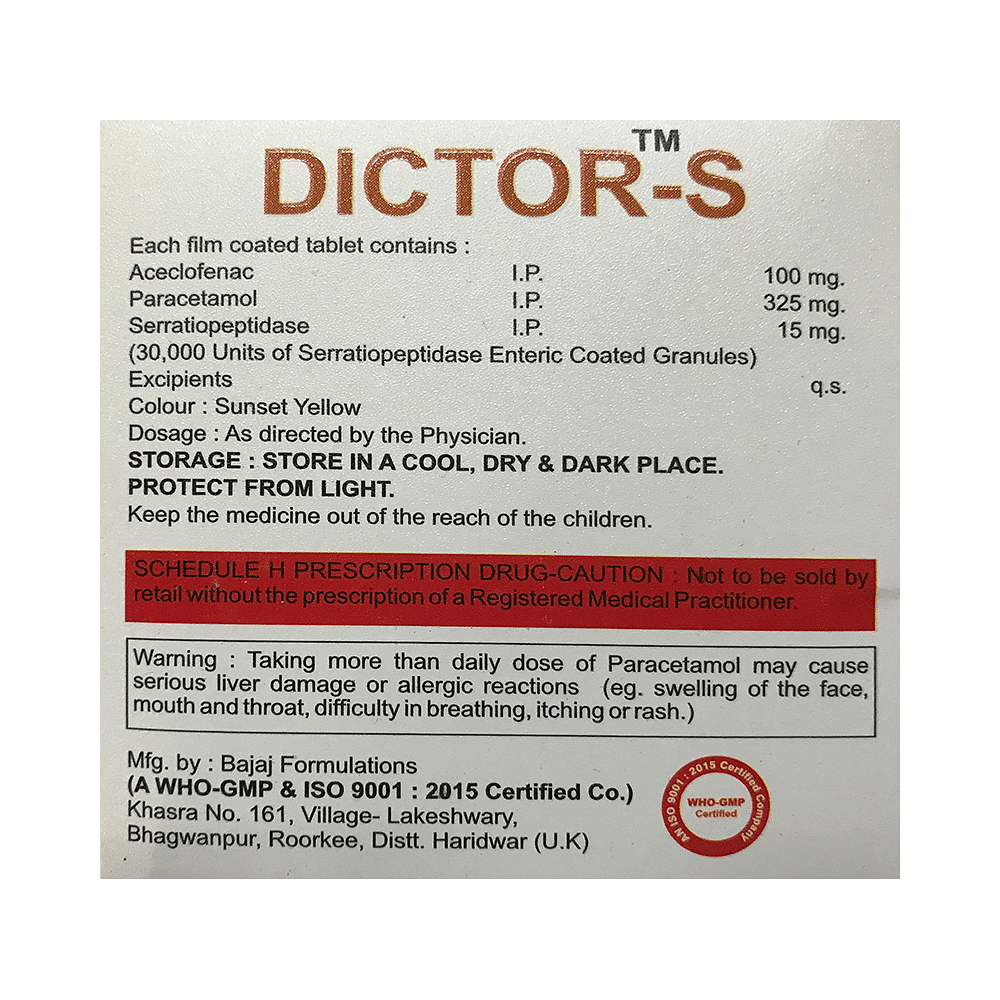 DICTOR™-S
Each film coated tablet contains :
Aceclofenac I.P. 100 mg.
Paracetamol I.P. 325 mg.
Serratiopeptidase I.P. 15 mg.
(30,000 Units of Serratiopeptidase Enteric Coated Granules)
Excipients q.s.
Colour : Sunset Yellow
Dosage : As directed by the Physician.
STORAGE : STORE IN A COOL, DRY & DARK PLACE.
PROTECT FROM LIGHT.
Keep the medicine out of the reach of the children.
SCHEDULE H PRESCRIPTION DRUG-CAUTION : Not to be sold by
retail without the prescription of a Registered Medical Practitioner.
Warning : Taking more than daily dose of Paracetamol may cause
serious liver damage or allergic reactions (eg. swelling of the face,
mouth and throat, difficulty in breathing, itching or rash.)
Mfg. by : Bajaj Formulations
(A WHO-GMP & ISO 9001 : 2015 Certified Co.)
Khasra No. 161, Village- Lakeshwary,
Bhagwanpur, Roorkee, Distt. Haridwar (U.K)
AN ISO 9001 : 2015 Certified Company
WHO-GMP
Certified